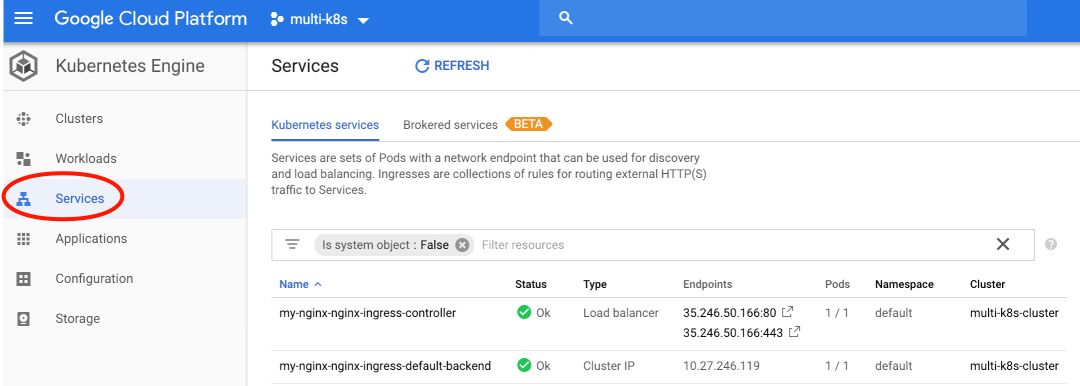 Google Cloud Platform multi-k8s
Kubernetes Engine
Services REFRESH
Clusters
Workloads
Services
Applications
Configuration
Storage
Kubernetes services Brokered services BETA
Services are sets of Pods with a network endpoint that can be used for discovery
and load balancing. Ingresses are collections of rules for routing external HTTP(S)
traffic to Services.
Is system object : False Filter resources
Name Status Type Endpoints Pods Namespace Cluster
my-nginx-nginx-ingress-controller Ok Load balancer 35.246.50.166:80 1 / 1 default multi-k8s-cluster
35.246.50.166:443
my-nginx-nginx-ingress-default-backend Ok Cluster IP 10.27.246.119 1 / 1 default multi-k8s-cluster